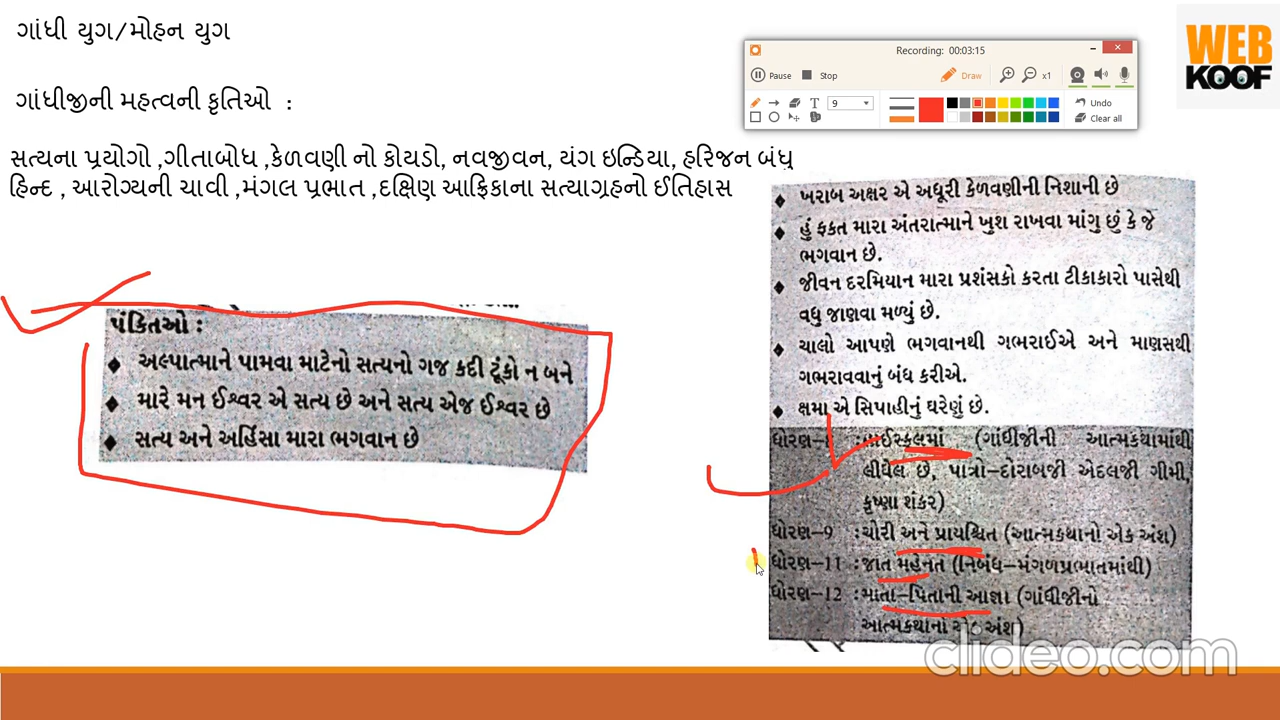 ગાંધી યુગ/મોહન યુગ
ગાંધીજીની મહત્વની કૃતિઓ :
સત્યના પ્રયોગો ,ગીતાબોધ ,કેળવણી નો કોયડો, નવજીવન, યંગ ઇન્ડિયા, હરિજન બંધુ
હિન્દ , આરોગ્યની ચાવી ,મંગલ પ્રભાત ,દક્ષિણ આફ્રિકાના સત્યાગ્રહનો ઈતિહાસ
Recording: 00:03:15
Pause Stop Draw x1
T 9 Undo
Clear all
WEB
KOOF
પંક્તિઓ :
અલ્પાત્માને પામવા માટેનો સત્યનો ગજ કદી ટૂંકો ન બને
મારે મન ઈશ્વર એ સત્ય છે અને સત્ય એજ ઈશ્વર છે
સત્ય અને અહિંસા મારા ભગવાન છે
ખરાબ અક્ષર એ અધૂરી કેળવણીની નિશાની છે
હું ફકત મારા અંતરાત્માને ખુશ રાખવા માંગુ છું કે જે
ભગવાન છે.
જીવન દરમિયાન મારા પ્રશંસકો કરતા ટીકાકારો પાસેથી
વધુ જાણવા મળ્યું છે.
ચાલો આપણે ભગવાનથી ગભરાઈએ અને માણસથી
ગભરાવવાનું બંધ કરીએ.
ક્ષમા એ સિપાહીનું ઘરેણું છે.
ધોરણ-8 : હાઈસ્કુલમાં (ગાંધીજીની આત્મકથામાંથી
લીધેલ છે, પાત્રો-દોરાબજી એદલજી ગીમી,
કૃષ્ણા શંકર)
ધોરણ-9 : ચોરી અને પ્રાયશ્ચિત (આત્મકથાનો એક અંશ)
ધોરણ-11 : જાત મહેનત (નિબંધ-મંગળપ્રભાતમાંથી)
ધોરણ-12 : માતા-પિતાની આજ્ઞા (ગાંધીજીનો
આત્મકથાનો એક અંશ)
clideo.com